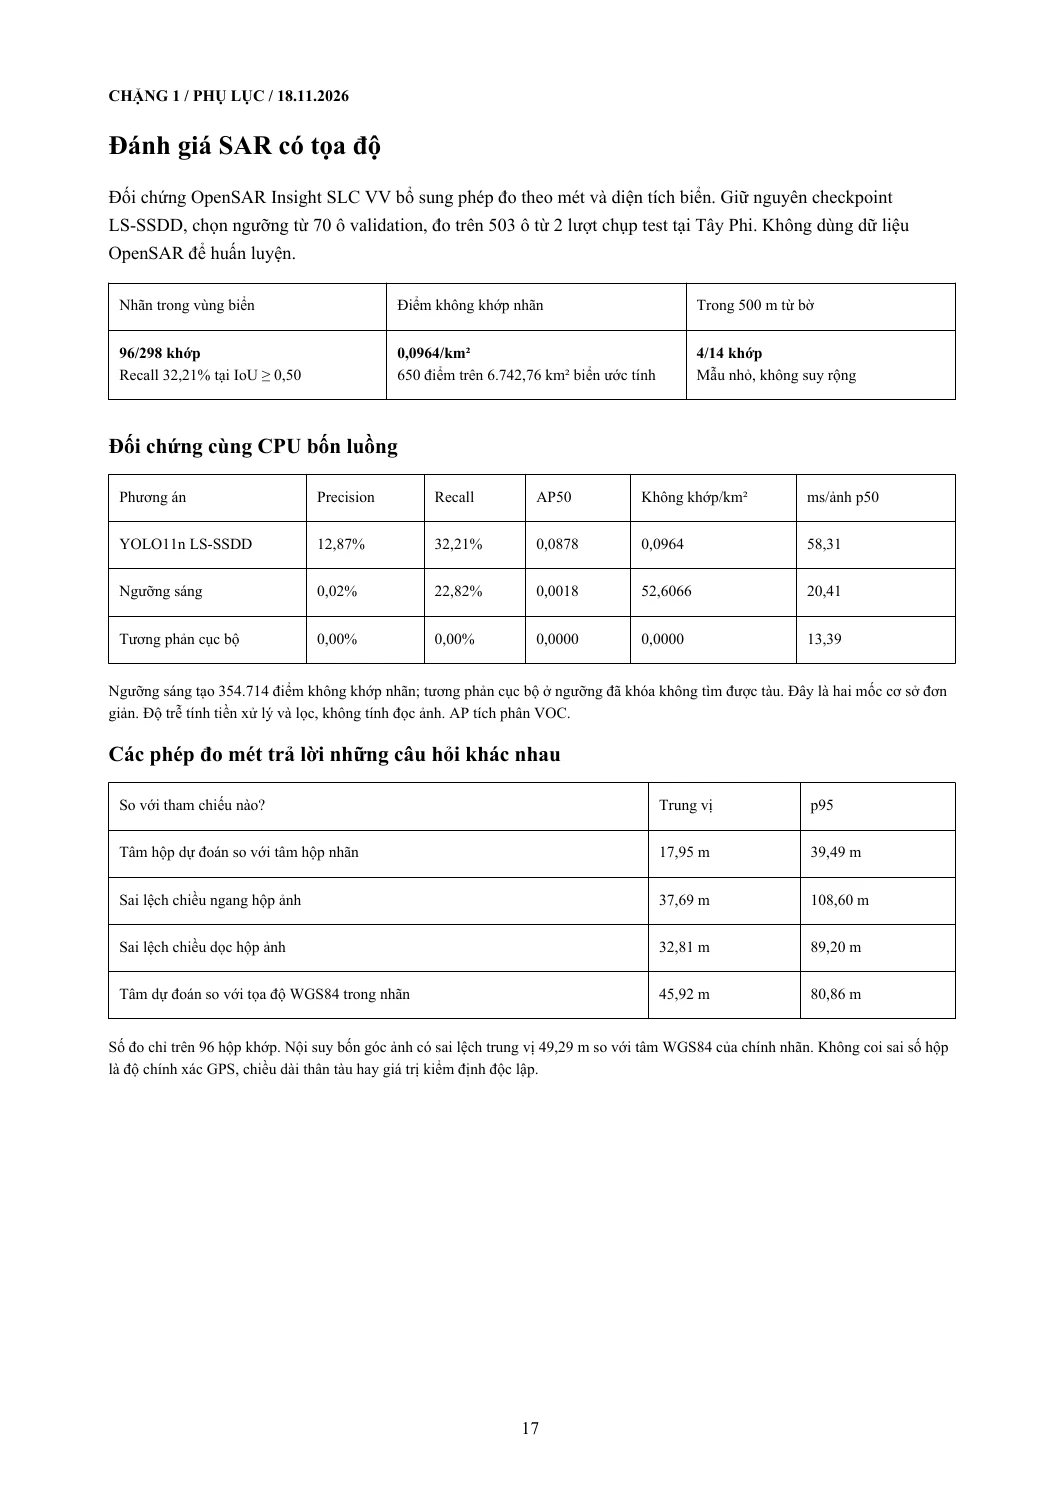 CHẶNG 1 / PHỤ LỤC / 18.11.2026
Đánh giá SAR có tọa độ
Đối chứng OpenSAR Insight SLC VV bổ sung phép đo theo mét và diện tích biển. Giữ nguyên checkpoint
LS-SSDD, chọn ngưỡng từ 70 ô validation, đo trên 503 ô từ 2 lượt chụp test tại Tây Phi. Không dùng dữ liệu
OpenSAR để huấn luyện.
Nhãn trong vùng biển Điểm không khớp nhãn Trong 500 m từ bờ
96/298 khớp 0,0964/km² 4/14 khớp
Recall 32,21% tại IoU ≥ 0,50 650 điểm trên 6.742,76 km² biển ước tính Mẫu nhỏ, không suy rộng
Đối chứng cùng CPU bốn luồng
Phương án Precision Recall AP50 Không khớp/km² ms/ảnh p50
YOLO11n LS-SSDD 12,87% 32,21% 0,0878 0,0964 58,31
Ngưỡng sáng 0,02% 22,82% 0,0018 52,6066 20,41
Tương phản cục bộ 0,00% 0,00% 0,0000 0,0000 13,39
Ngưỡng sáng tạo 354.714 điểm không khớp nhãn; tương phản cục bộ ở ngưỡng đã khóa không tìm được tàu. Đây là hai mốc cơ sở đơn
giản. Độ trễ tính tiền xử lý và lọc, không tính đọc ảnh. AP tích phân VOC.
Các phép đo mét trả lời những câu hỏi khác nhau
So với tham chiếu nào? Trung vị p95
Tâm hộp dự đoán so với tâm hộp nhãn 17,95 m 39,49 m
Sai lệch chiều ngang hộp ảnh 37,69 m 108,60 m
Sai lệch chiều dọc hộp ảnh 32,81 m 89,20 m
Tâm dự đoán so với tọa độ WGS84 trong nhãn 45,92 m 80,86 m
Số đo chỉ trên 96 hộp khớp. Nội suy bốn góc ảnh có sai lệch trung vị 49,29 m so với tâm WGS84 của chính nhãn. Không coi sai số hộp
là độ chính xác GPS, chiều dài thân tàu hay giá trị kiểm định độc lập.
17